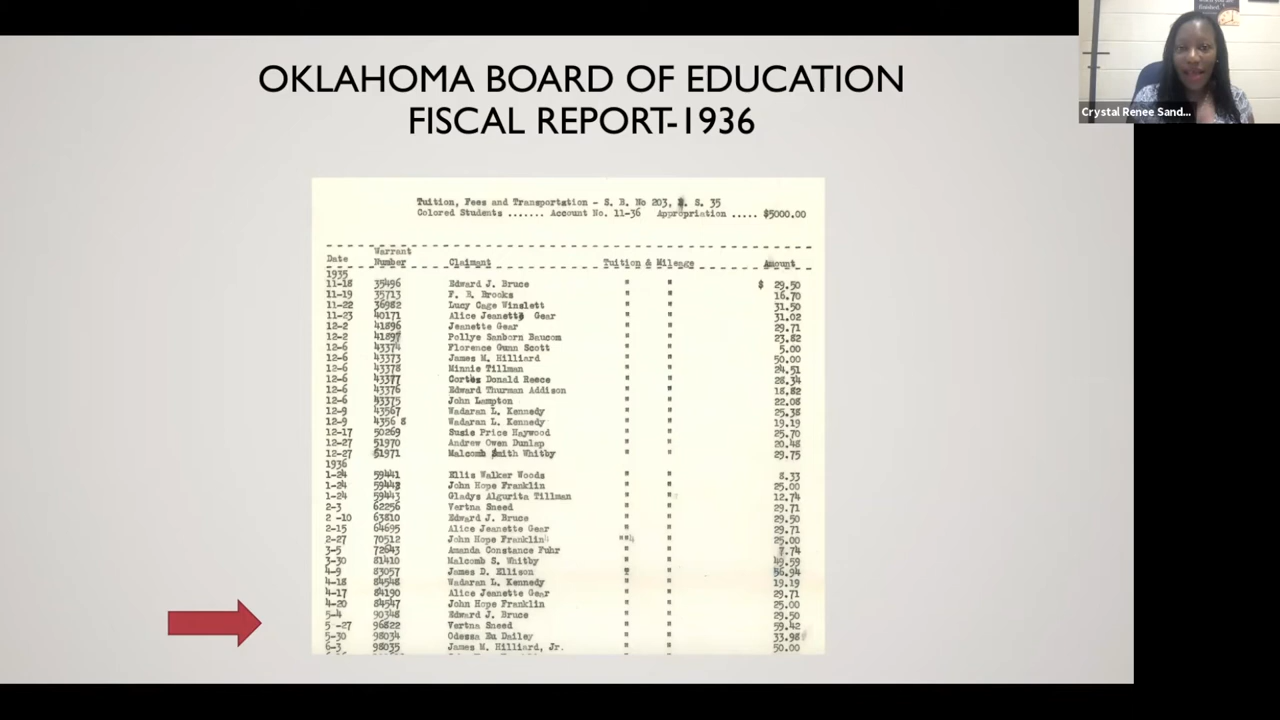 OKLAHOMA BOARD OF EDUCATION
FISCAL REPORT-1936
Crystal Renee Sand...
Tuition, Fees and Transportation - S. B. No 203, S. 35
Colored Students ....... Account No. 11-36 Appropriation ..... $5000.00
Date Warrant Number Claimant Tuition & Mileage Amount
1935
11-18 35496 Edward J. Bruce " " $ 29.50
11-19 35713 F. B. Brooks " " 16.70
11-22 36982 Lucy Cage Winslett " " 31.50
11-23 40171 Alice Jeanette Gear " " 31.02
12-2 41896 Jeanette Gear " " 29.71
12-2 41897 Pollye Sanborn Baucom " " 23.82
12-6 43374 Florence Gunn Scott " " 5.00
12-6 43373 James M. Hilliard " " 50.00
12-6 43378 Minnie Tillman " " 24.51
12-6 43377 Cortes Donald Reece " " 28.34
12-6 43376 Edward Thurman Addison " " 18.82
12-6 43375 John Lampton " " 22.08
12-9 43567 Wadaran L. Kennedy " " 25.38
12-9 4356 8 Wadaran L. Kennedy " " 19.19
12-17 50269 Susie Price Haywood " " 25.70
12-27 51970 Andrew Owen Dunlap " " 20.48
12-27 51971 Malcomb Smith Whitby " " 29.75
1936
1-24 59441 Ellis Walker Woods " " 8.33
1-24 59442 John Hope Franklin " " 25.00
1-24 59443 Gladys Algurita Tillman " " 12.74
2-3 62256 Vertna Sneed " " 29.71
2 -10 63810 Edward J. Bruce " " 29.50
2-15 64695 Alice Jeanette Gear " " 29.71
2-27 70512 John Hope Franklin " " 25.00
3-5 72643 Amanda Constance Fuhr " " 7.74
3-30 81410 Malcomb S. Whitby " " 49.59
4-9 83057 James D. Ellison " " 56.94
4-18 84548 Wadaran L. Kennedy " " 19.19
4-17 84190 Alice Jeanette Gear " " 29.71
4-20 84547 John Hope Franklin " " 25.00
5-4 90348 Edward J. Bruce " " 29.50
5 -27 96822 Vertna Sneed " " 59.42
5-30 98034 Odessa Eu Dailey " " 33.98
6-3 98035 James M. Hilliard, Jr. " " 50.00